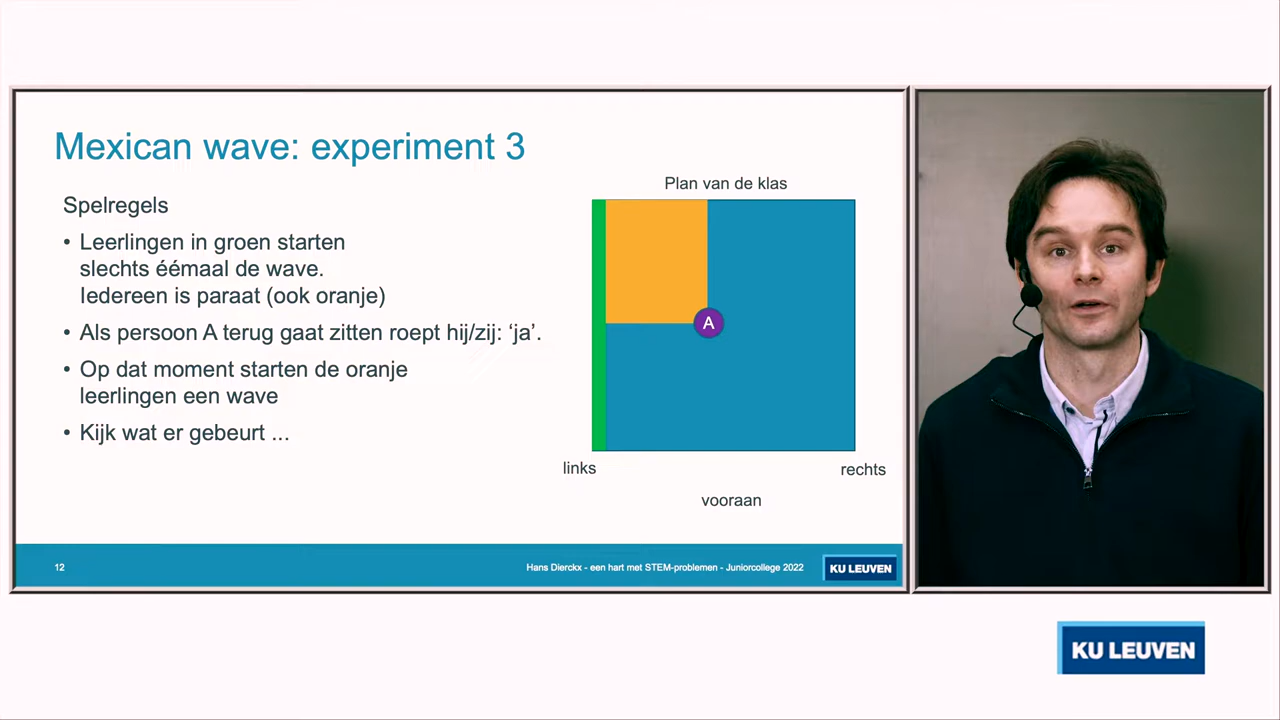 Mexican wave: experiment 3
Spelregels
• Leerlingen in groen starten
slechts éémaal de wave.
Iedereen is paraat (ook oranje)
• Als persoon A terug gaat zitten roept hij/zij: ‘ja’.
• Op dat moment starten de oranje
leerlingen een wave
• Kijk wat er gebeurt ...
Plan van de klas
A
links
rechts
vooraan
12
Hans Dierckx - een hart met STEM-problemen - Juniorcollege 2022
KU LEUVEN
KU LEUVEN